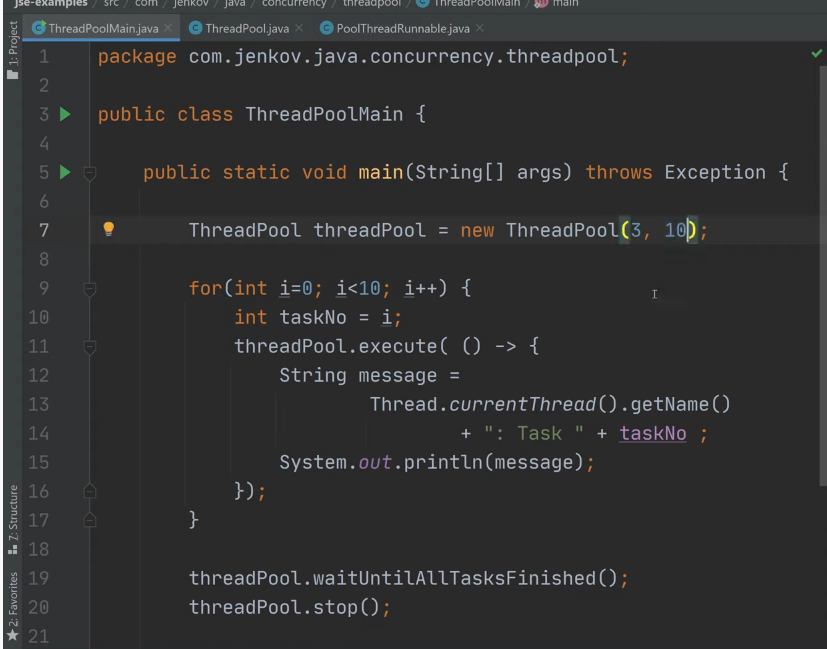 jse-examples / src / com / jenkov / java / concurrency / threadpool / ThreadPoolMain / main
ThreadPoolMain.java × ThreadPool.java × PoolThreadRunnable.java ×
1: Project
1 package com.jenkov.java.concurrency.threadpool;
2
3 public class ThreadPoolMain {
4
5 public static void main(String[] args) throws Exception {
6
7 ThreadPool threadPool = new ThreadPool(3, 10);
8
9 for(int i=0; i<10; i++) {
10 int taskNo = i;
11 threadPool.execute( () -> {
12 String message =
13 Thread.currentThread().getName()
14 + ": Task " + taskNo ;
15 System.out.println(message);
16 });
17 }
18
19 threadPool.waitUntilAllTasksFinished();
20 threadPool.stop();
21
Z: Structure
2: Favorites